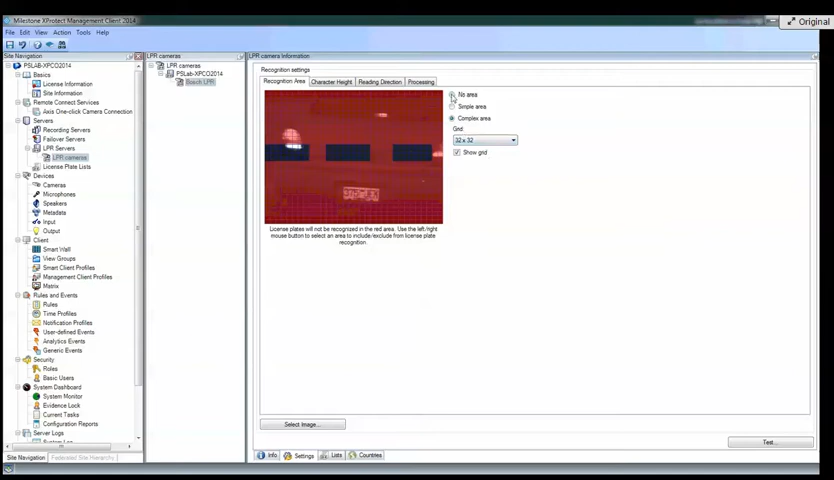 Milestone XProtect Management Client 2014
Original
File Edit View Action Tools Help
Site Navigation
LPR cameras
LPR camera Information
PSLAB-XPCO2014
Basics
License Information
Site Information
Remote Connect Services
Axis One-click Camera Connection
Servers
Recording Servers
Failover Servers
LPR Servers
LPR cameras
License Plate Lists
Devices
Cameras
Microphones
Speakers
Metadata
Input
Output
Client
Smart Wall
View Groups
Smart Client Profiles
Management Client Profiles
Matrix
Rules and Events
Rules
Time Profiles
Notification Profiles
User-defined Events
Analytics Events
Generic Events
Security
Roles
Basic Users
System Dashboard
System Monitor
Evidence Lock
Current Tasks
Configuration Reports
Server Logs
Site Navigation
Federated Site Hierarchy
LPR cameras
PSLab-XPCO2014
Bosch LPR
Recognition settings
Recognition Area Character Height Reading Direction Processing
No area
Simple area
Complex area
Grid:
32 x 32
Show grid
License plates will not be recognized in the red area. Use the left/right
mouse button to select an area to include/exclude from license plate
recognition.
Select Image...
Test...
Info Settings Lists Countries